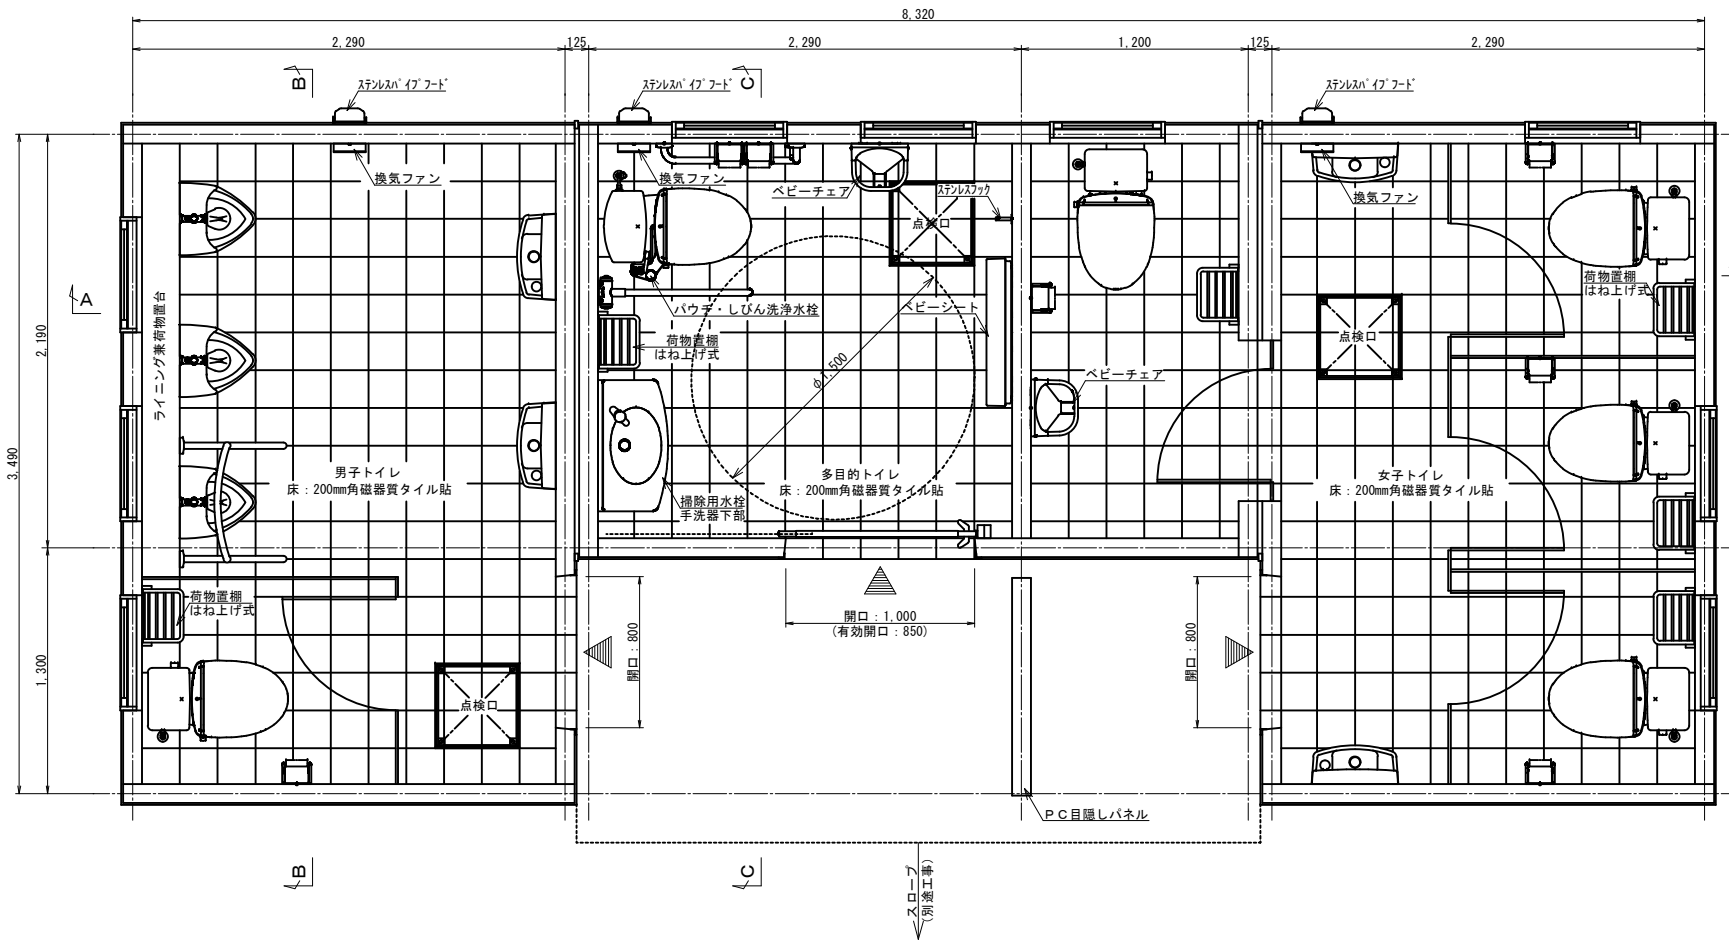 8,320
2,290
125
2,290
1,200
125
2,290
B
ステンレスパイプフード
ステンレスパイプフード
C
ステンレスパイプフード
換気ファン
換気ファン
ベビーチェア
ステンレスフック
換気ファン
点検口
A
ライニング兼荷物置台
パウチ・しびん洗浄水栓
ベビーシート
荷物置棚
はね上げ式
荷物置棚
はね上げ式
点検口
φ1,500
ベビーチェア
2,190
3,490
男子トイレ
床：200mm角磁器質タイル貼
多目的トイレ
床：200mm角磁器質タイル貼
女子トイレ
床：200mm角磁器質タイル貼
掃除用水栓
手洗器下部
荷物置棚
はね上げ式
開口：1,000
(有効開口：850)
開口：800
開口：800
1,300
点検口
PC目隠しパネル
B
C
スロープ
(別途工事)